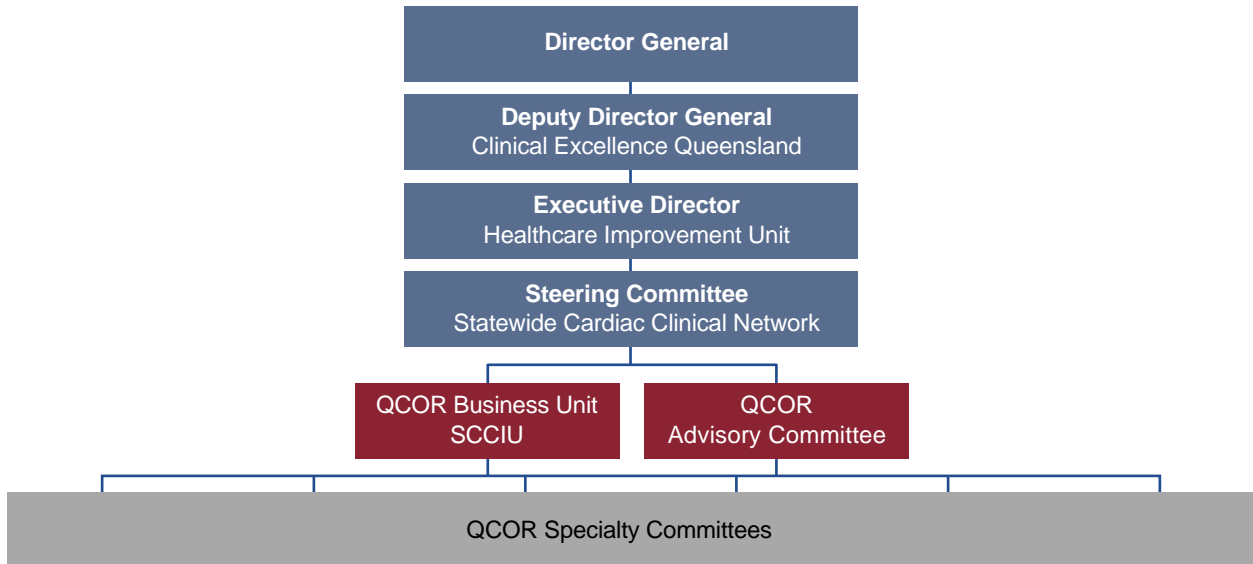 Director General
Deputy Director General
Clinical Excellence Queensland
Executive Director
Healthcare Improvement Unit
Steering Committee
Statewide Cardiac Clinical Network
QCOR Business Unit
SCCIU
QCOR
Advisory Committee
QCOR Specialty Committees